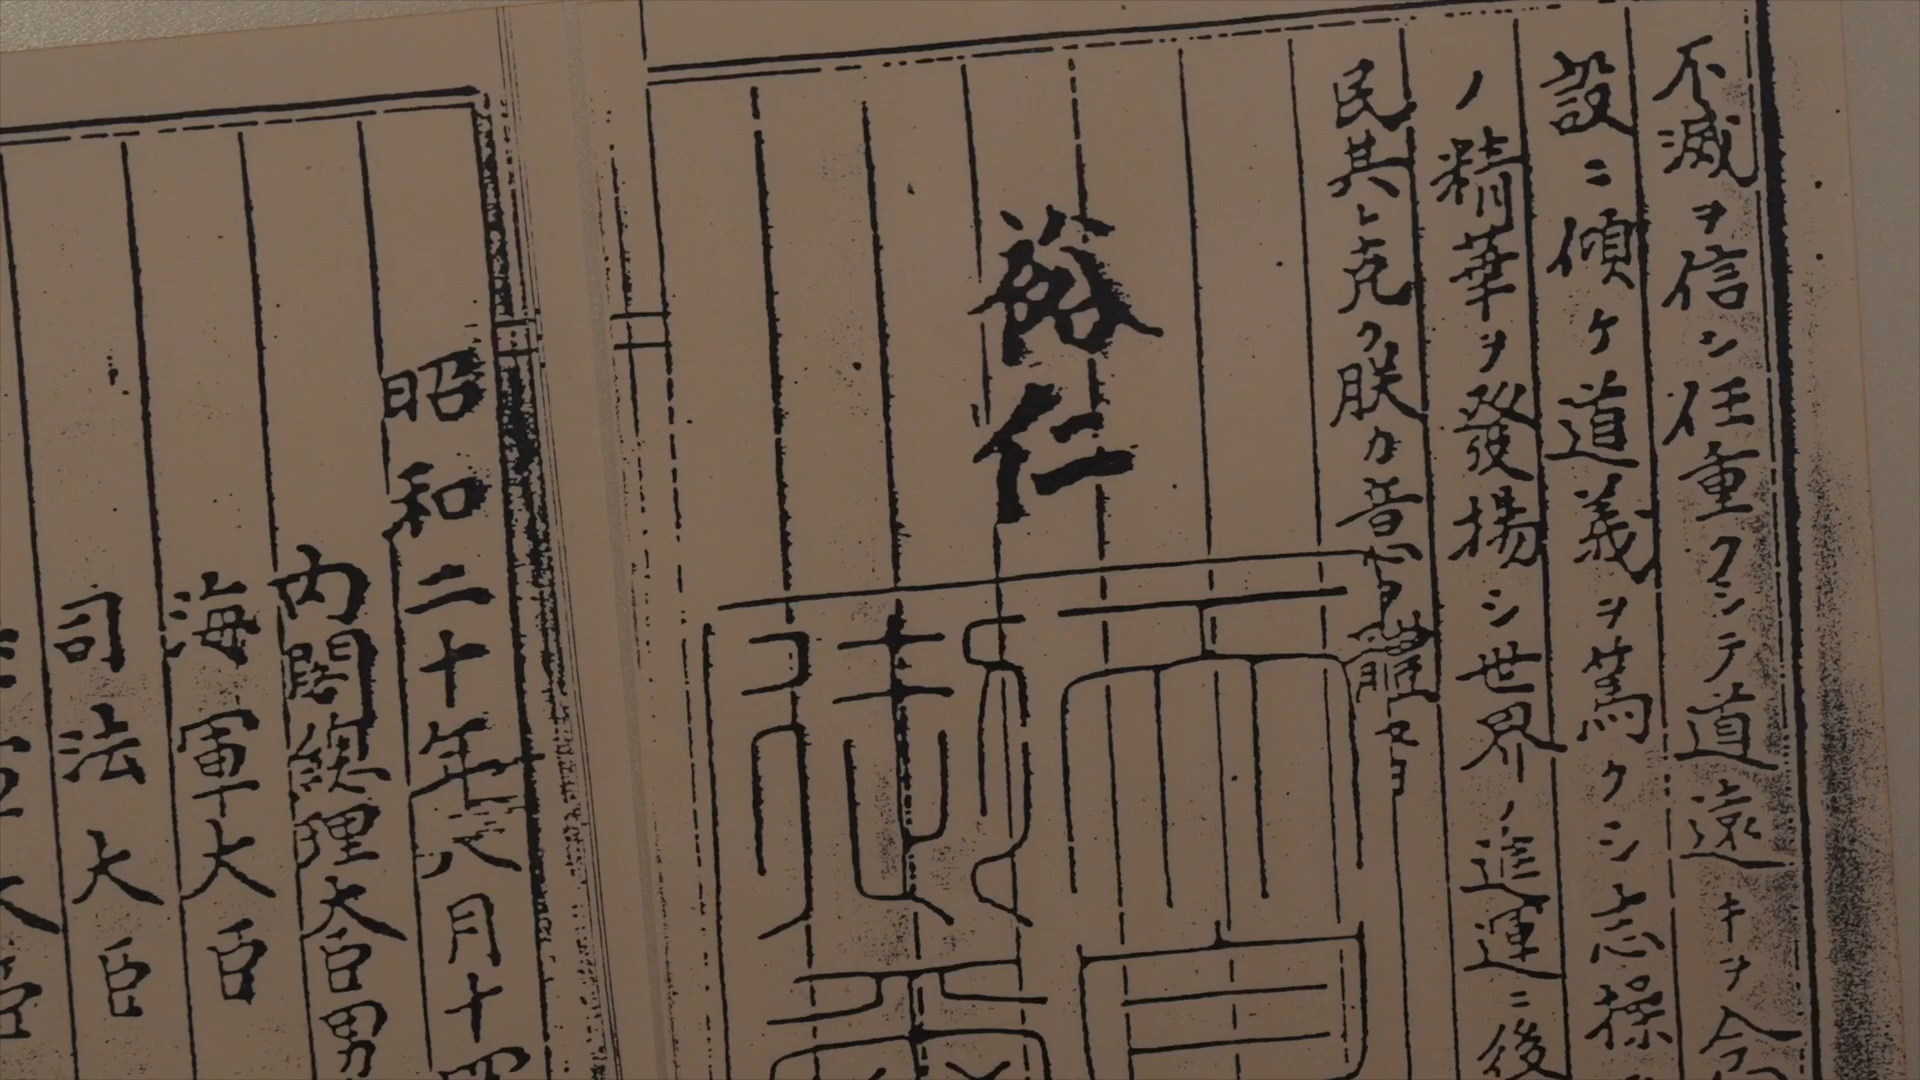 不滅ヲ信シ任重クシテ道遠キヲ
設ニ傾ケ道義ヲ篤クシ志操
ノ精華ヲ發揚シ世界ノ進運ニ後
民其レ克ク朕カ意ヲ體セヨ
裕仁
昭和二十年八月十四
内閣總理大臣男
海軍大臣
司法大臣